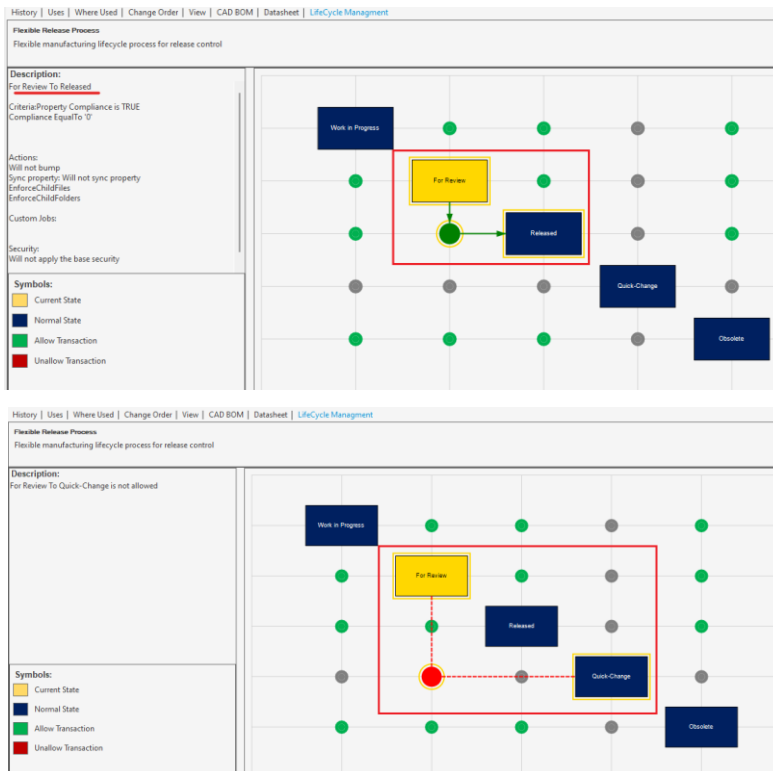 History | Uses | Where Used | Change Order | View | CAD BOM | Datasheet | LifeCycle Managment
Flexible Release Process
Flexible manufacturing lifecycle process for release control
Description:
For Review To Released
Criteria:Property Compliance is TRUE
Compliance EqualTo '0'
Actions:
Will not bump
Sync property: Will not sync property
EnforceChildFiles
EnforceChildFolders
Custom Jobs:
Security:
Will not apply the base security
Symbols:
Current State
Normal State
Allow Transaction
Unallow Transaction
Work in Progress
For Review
Released
Quick-Change
Obsolete
History | Uses | Where Used | Change Order | View | CAD BOM | Datasheet | LifeCycle Managment
Flexible Release Process
Flexible manufacturing lifecycle process for release control
Description:
For Review To Quick-Change is not allowed
Symbols:
Current State
Normal State
Allow Transaction
Unallow Transaction
Work in Progress
For Review
Released
Quick-Change
Obsolete